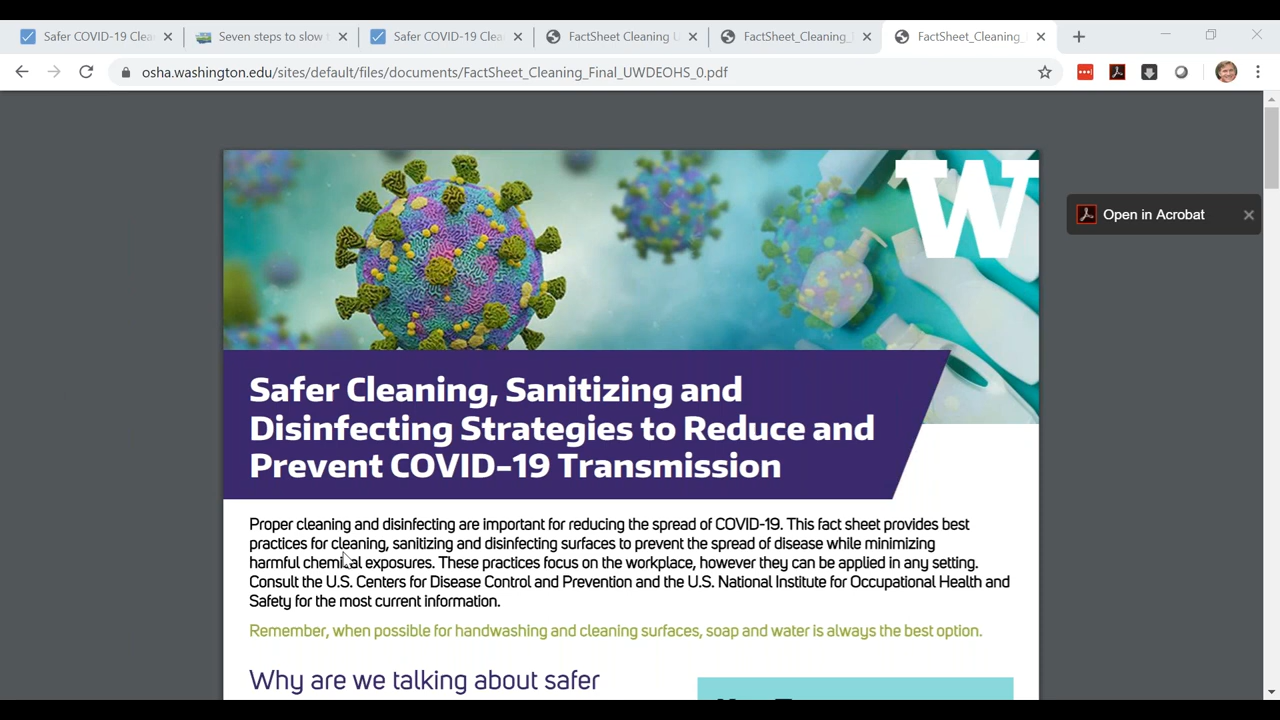 Safer COVID-19 Clea
Seven steps to slow
Safer COVID-19 Clea
FactSheet Cleaning U
FactSheet_Cleaning_
FactSheet_Cleaning_
osha.washington.edu/sites/default/files/documents/FactSheet_Cleaning_Final_UWDEOHS_0.pdf
W
Open in Acrobat
Safer Cleaning, Sanitizing and
Disinfecting Strategies to Reduce and
Prevent COVID-19 Transmission
Proper cleaning and disinfecting are important for reducing the spread of COVID-19. This fact sheet provides best
practices for cleaning, sanitizing and disinfecting surfaces to prevent the spread of disease while minimizing
harmful chemical exposures. These practices focus on the workplace, however they can be applied in any setting.
Consult the U.S. Centers for Disease Control and Prevention and the U.S. National Institute for Occupational Health and
Safety for the most current information.
Remember, when possible for handwashing and cleaning surfaces, soap and water is always the best option.
Why are we talking about safer